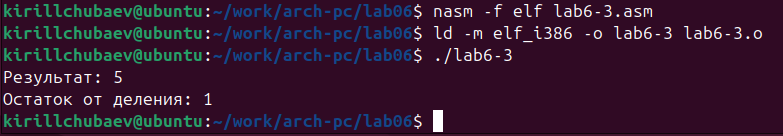 kirillchubaev@ubuntu:~/work/arch-pc/lab06$ nasm -f elf lab6-3.asm
kirillchubaev@ubuntu:~/work/arch-pc/lab06$ ld -m elf_i386 -o lab6-3 lab6-3.o
kirillchubaev@ubuntu:~/work/arch-pc/lab06$ ./lab6-3
Результат: 5
Остаток от деления: 1
kirillchubaev@ubuntu:~/work/arch-pc/lab06$